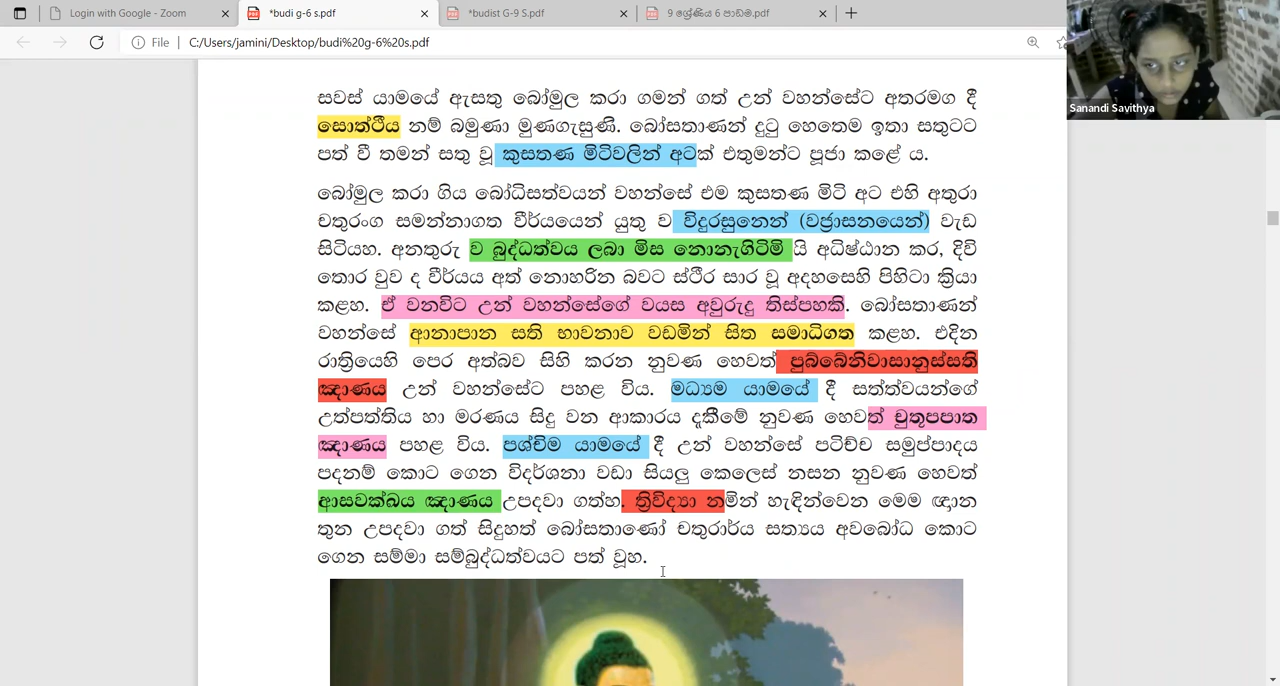 Login with Google - Zoom
*budi g-6 s.pdf
*budist G-9 S.pdf
9 ශ්‍රේණිය 6 පාඩම.pdf
File C:/Users/jamini/Desktop/budi%20g-6%20s.pdf
Sanandi Savithya
සවස් යාමයේ ඇසතු බෝමුල කරා ගමන් ගත් උන් වහන්සේට අතරමග දී
සොත්ථිය නම් බමුණා මුණගැසුණි. බෝසතාණන් දුටු හෙතෙම ඉතා සතුටට
පත් වී තමන් සතු වූ කුසතණ මිටිවලින් අටක් එතුමන්ට පූජා කළේ ය.
බෝමුල කරා ගිය බෝධිසත්වයන් වහන්සේ එම කුසතණ මිටි අට එහි අතුරා
චතුරංග සමන්නාගත වීර්යයෙන් යුතු ව විදුරසුනෙන් (වජ්‍රාසනයෙන්) වැඩ
සිටියහ. අනතුරු ව බුද්ධත්වය ලබා මිස නොනැගිටිමි යි අධිෂ්ඨාන කර, දිවි
තොර වුව ද වීර්යය අත් නොහරින බවට ස්ථිර සාර වූ අදහසෙහි පිහිටා ක්‍රියා
කළහ. ඒ වනවිට උන් වහන්සේගේ වයස අවුරුදු තිස්පහකි. බෝසතාණන්
වහන්සේ ආනාපාන සති භාවනාව වඩමින් සිත සමාධිගත කළහ. එදින
රාත්‍රියෙහි පෙර අත්බව සිහි කරන නුවණ හෙවත් පුබ්බේනිවාසානුස්සති
ඤාණය උන් වහන්සේට පහළ විය. මධ්‍යම යාමයේ දී සත්ත්වයන්ගේ
උත්පත්තිය හා මරණය සිදු වන ආකාරය දැකීමේ නුවණ හෙවත් චුතූපපාත
ඤාණය පහළ විය. පශ්චිම යාමයේ දී උන් වහන්සේ පටිච්ච සමුප්පාදය
පදනම් කොට ගෙන විදර්ශනා වඩා සියලු කෙලෙස් නසන නුවණ හෙවත්
ආසවක්ඛය ඤාණය උපදවා ගත්හ. ත්‍රිවිද්‍යා නමින් හැඳින්වෙන මෙම ඥාන
තුන උපදවා ගත් සිදුහත් බෝසතාණෝ චතුරාර්ය සත්‍යය අවබෝධ කොට
ගෙන සම්මා සම්බුද්ධත්වයට පත් වූහ.